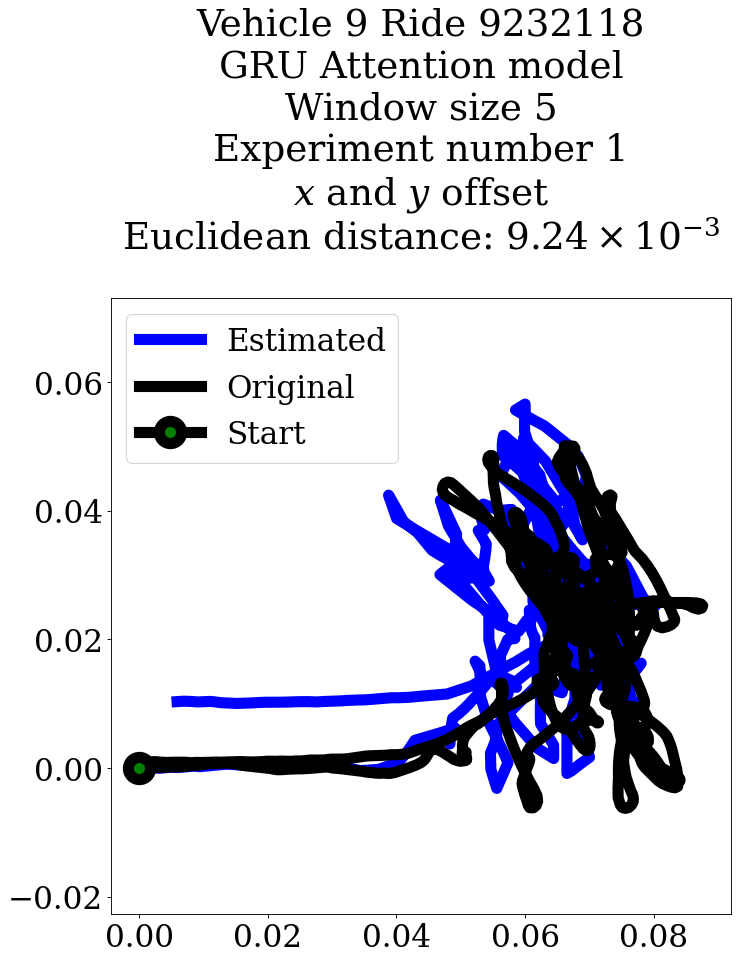 Vehicle 9 Ride 9232118
GRU Attention model
Window size 5
Experiment number 1
x and y offset
Euclidean distance: 9.24 × 10⁻³
Estimated
Original
Start
0.06
0.04
0.02
0.00
−0.02
0.00 0.02 0.04 0.06 0.08